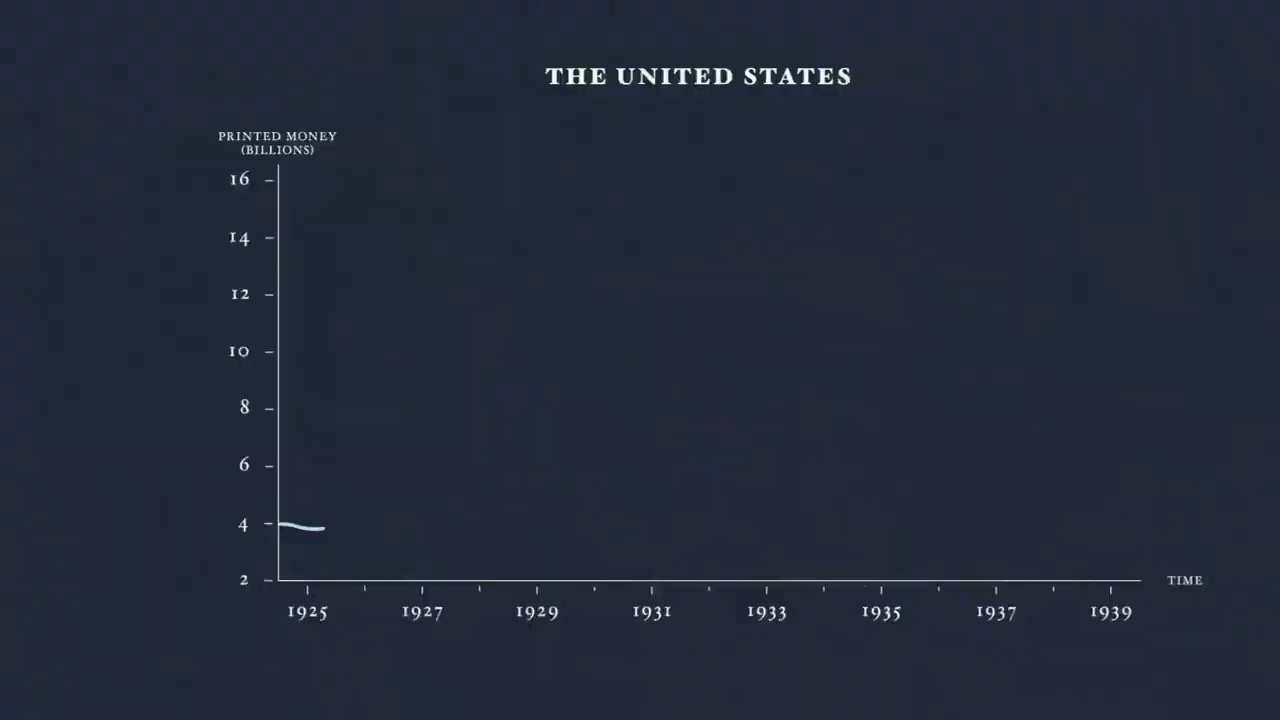 THE UNITED STATES
PRINTED MONEY
(BILLIONS)
16
14
12
10
8
6
4
2
TIME
1925 1927 1929 1931 1933 1935 1937 1939